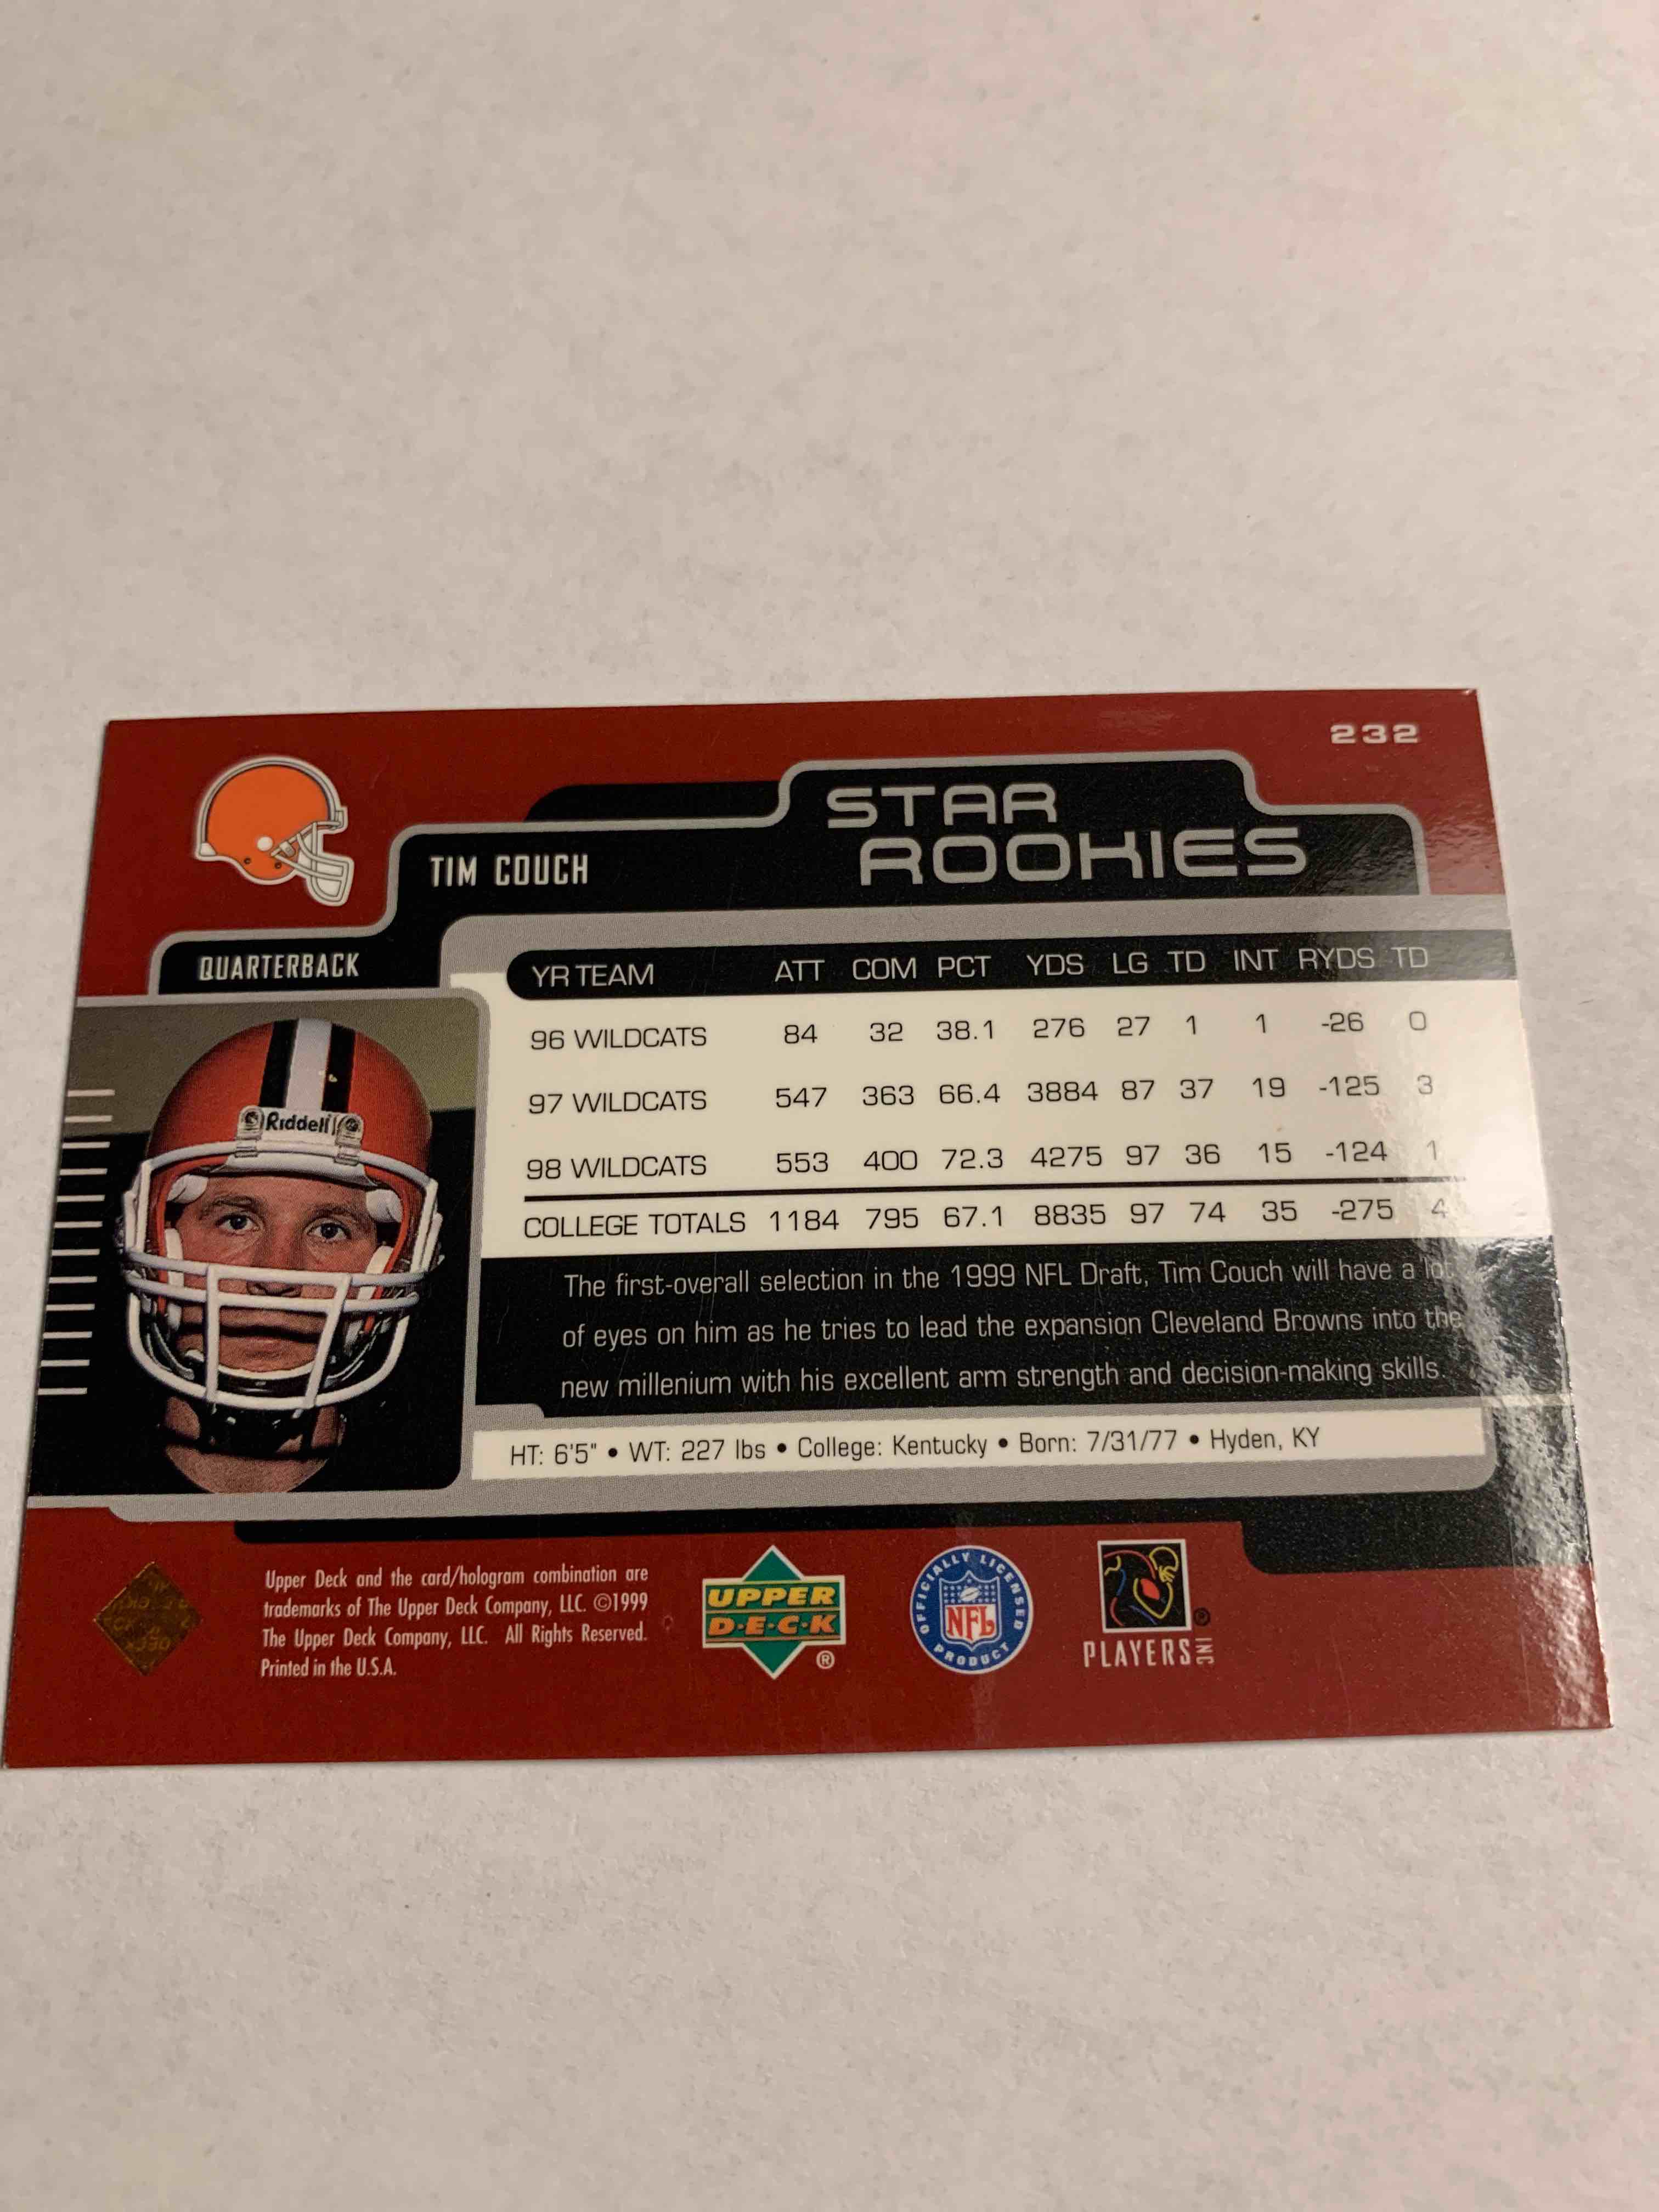 232
STAR
ROOKIES
TIM COUCH
QUARTERBACK
YR TEAM ATT COM PCT YDS LG TD INT RYDS TD
96 WILDCATS 84 32 38.1 276 27 1 1 -26 0
97 WILDCATS 547 363 66.4 3884 87 37 19 -125 3
98 WILDCATS 553 400 72.3 4275 97 36 15 -124 1
COLLEGE TOTALS 1184 795 67.1 8835 97 74 35 -275 4
Riddell
The first-overall selection in the 1999 NFL Draft, Tim Couch will have a lot
of eyes on him as he tries to lead the expansion Cleveland Browns into the
new millenium with his excellent arm strength and decision-making skills.
HT: 6'5" • WT: 227 lbs • College: Kentucky • Born: 7/31/77 • Hyden, KY
Upper Deck and the card/hologram combination are
trademarks of The Upper Deck Company, LLC. ©1999
The Upper Deck Company, LLC. All Rights Reserved.
Printed in the U.S.A.
UPPER
D·E·C·K
®
OFFICIALLY LICENSED
NFL
PRODUCT
®
PLAYERS INC